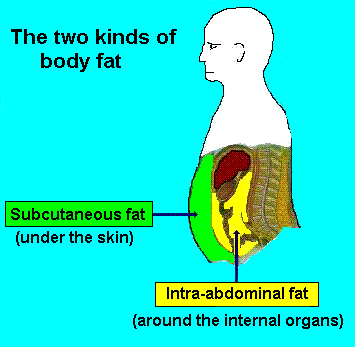 The two kinds of
body fat
Subcutaneous fat
(under the skin)
Intra-abdominal fat
(around the internal organs)